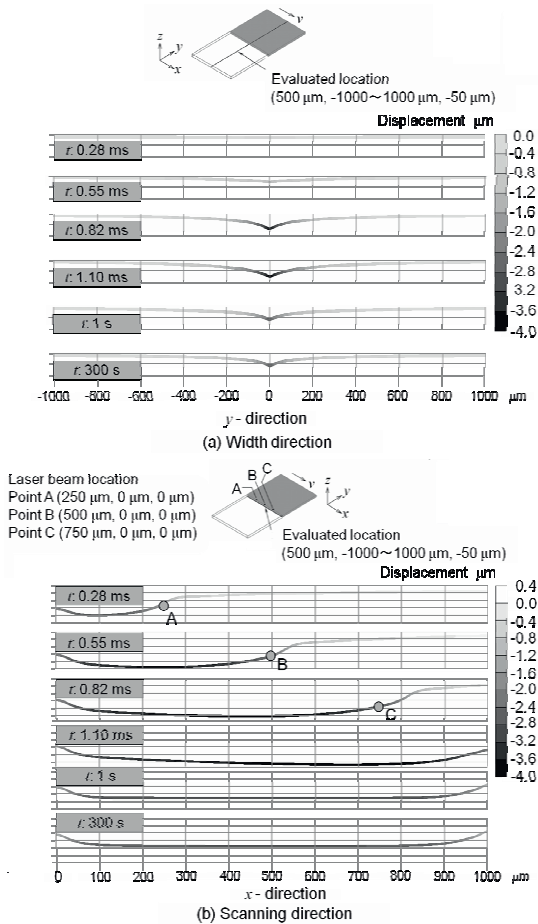 v
z
y
x
Evaluated location
(500 μm, -1000～1000 μm, -50 μm)
Displacement μm
0.0
-0.4
-0.8
-1.2
-1.6
-2.0
-2.4
-2.8
-3.2
-3.6
-4.0
t: 0.28 ms
t: 0.55 ms
t: 0.82 ms
t: 1.10 ms
t: 1 s
t: 300 s
-1000 -800 -600 -400 -200 0 200 400 600 800 1000 μm
y - direction
(a) Width direction
Laser beam location
Point A (250 μm, 0 μm, 0 μm)
Point B (500 μm, 0 μm, 0 μm)
Point C (750 μm, 0 μm, 0 μm)
A B C
v
z
y
x
Evaluated location
(500 μm, -1000～1000 μm, -50 μm)
Displacement μm
0.4
0.0
-0.4
-0.8
-1.2
-1.6
-2.0
-2.4
-2.8
-3.2
-3.6
-4.0
t: 0.28 ms
A
t: 0.55 ms
B
t: 0.82 ms
C
t: 1.10 ms
t: 1 s
t: 300 s
0 100 200 300 400 500 600 700 800 900 1000 μm
x - direction
(b) Scanning direction